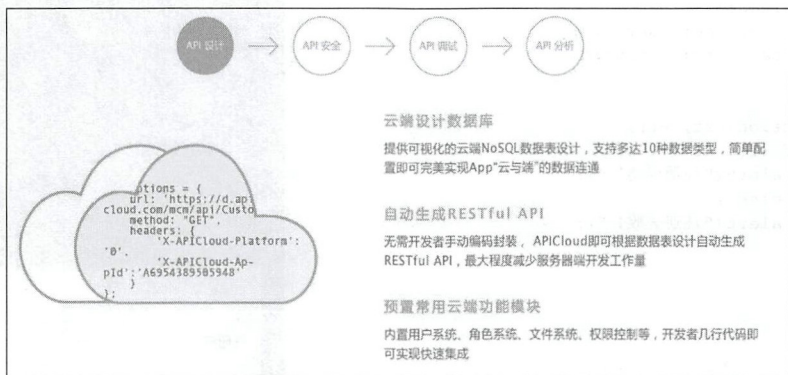 API 设计
API 安全
API 调试
API 分析
云端设计数据库
提供可视化的云端NoSQL数据表设计，支持多达10种数据类型，简单配
置即可完美实现App“云与端”的数据连通
ptions = {
url: 'https://d.api
cloud.com/mcm/api/Custo
method: "GET",
headers: {
'X-APICloud-Platform':
'0',
'X-APICloud-Ap-
pId':'A6954389505948'
}
};
自动生成RESTful API
无需开发者手动编码封装，APICloud即可根据数据表设计自动生成
RESTful API，最大程度减少服务器端开发工作量
预置常用云端功能模块
内置用户系统、角色系统、文件系统、权限控制等，开发者几行代码即
可实现快速集成